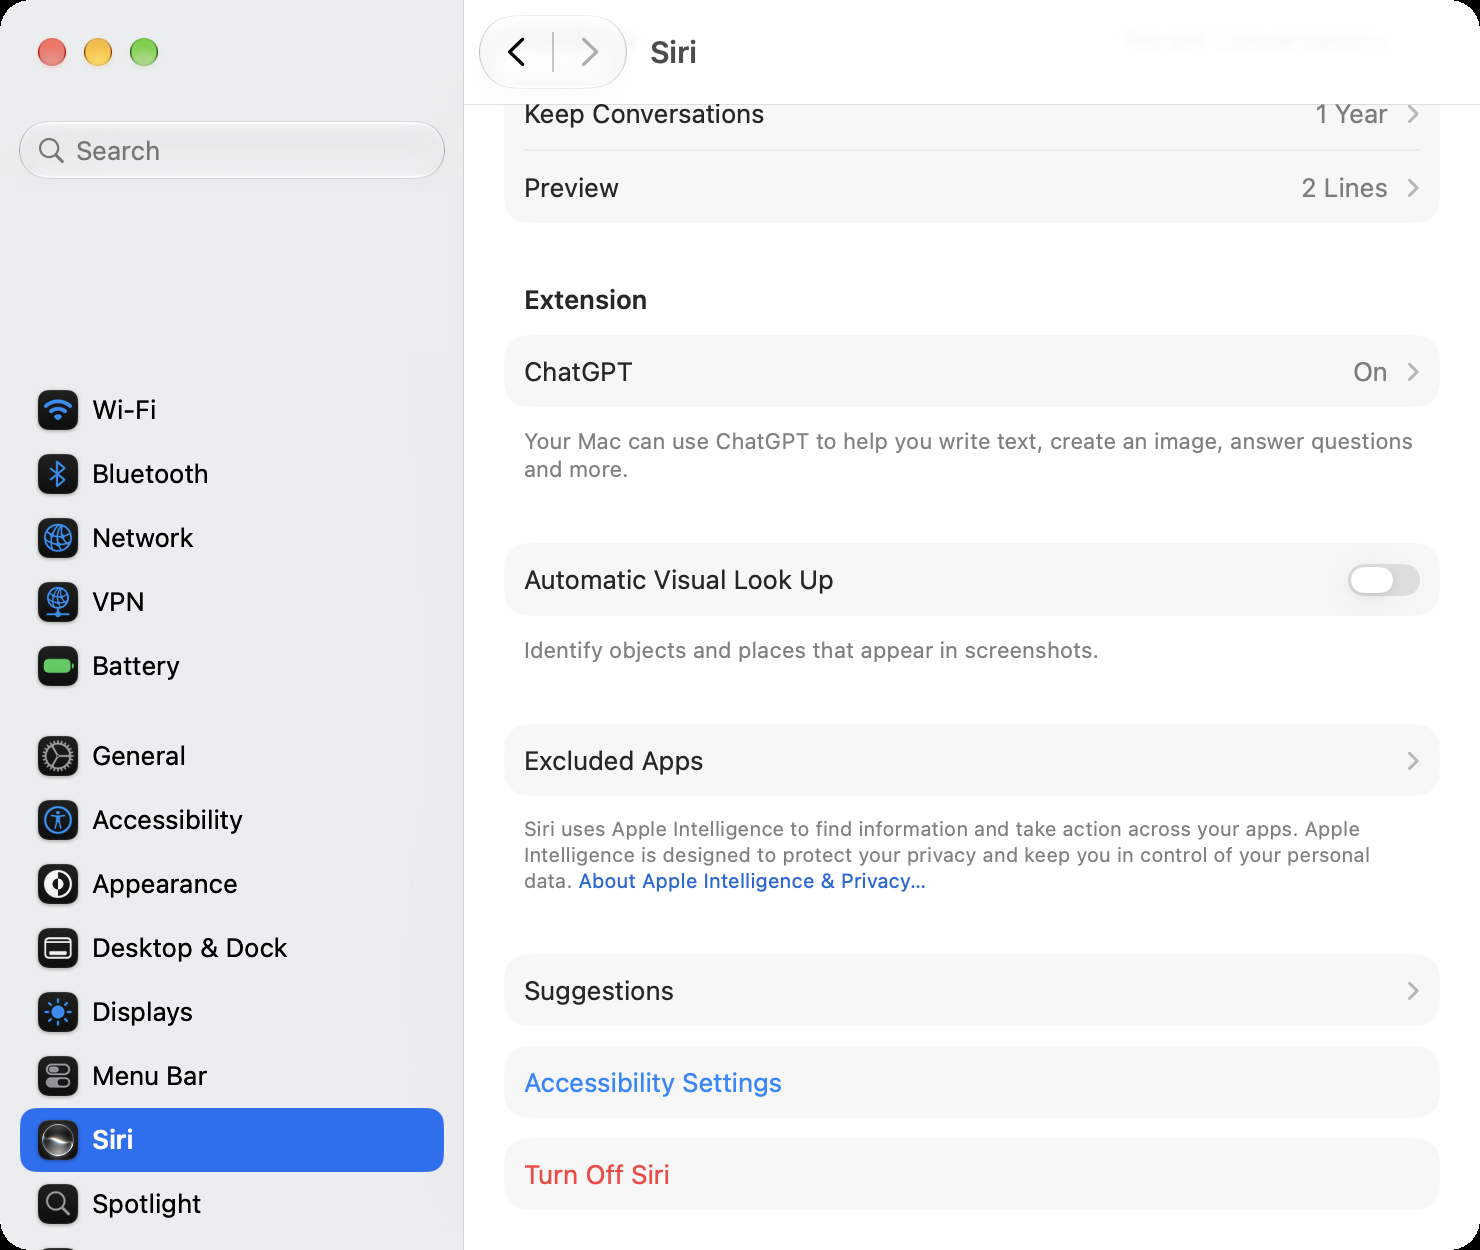 Siri
Search
Wi-Fi
Bluetooth
Network
VPN
Battery
General
Accessibility
Appearance
Desktop & Dock
Displays
Menu Bar
Siri
Spotlight
Keep Conversations 1 Year
Preview 2 Lines
Extension
ChatGPT On
Your Mac can use ChatGPT to help you write text, create an image, answer questions
and more.
Automatic Visual Look Up
Identify objects and places that appear in screenshots.
Excluded Apps
Siri uses Apple Intelligence to find information and take action across your apps. Apple
Intelligence is designed to protect your privacy and keep you in control of your personal
data. About Apple Intelligence & Privacy...
Suggestions
Accessibility Settings
Turn Off Siri